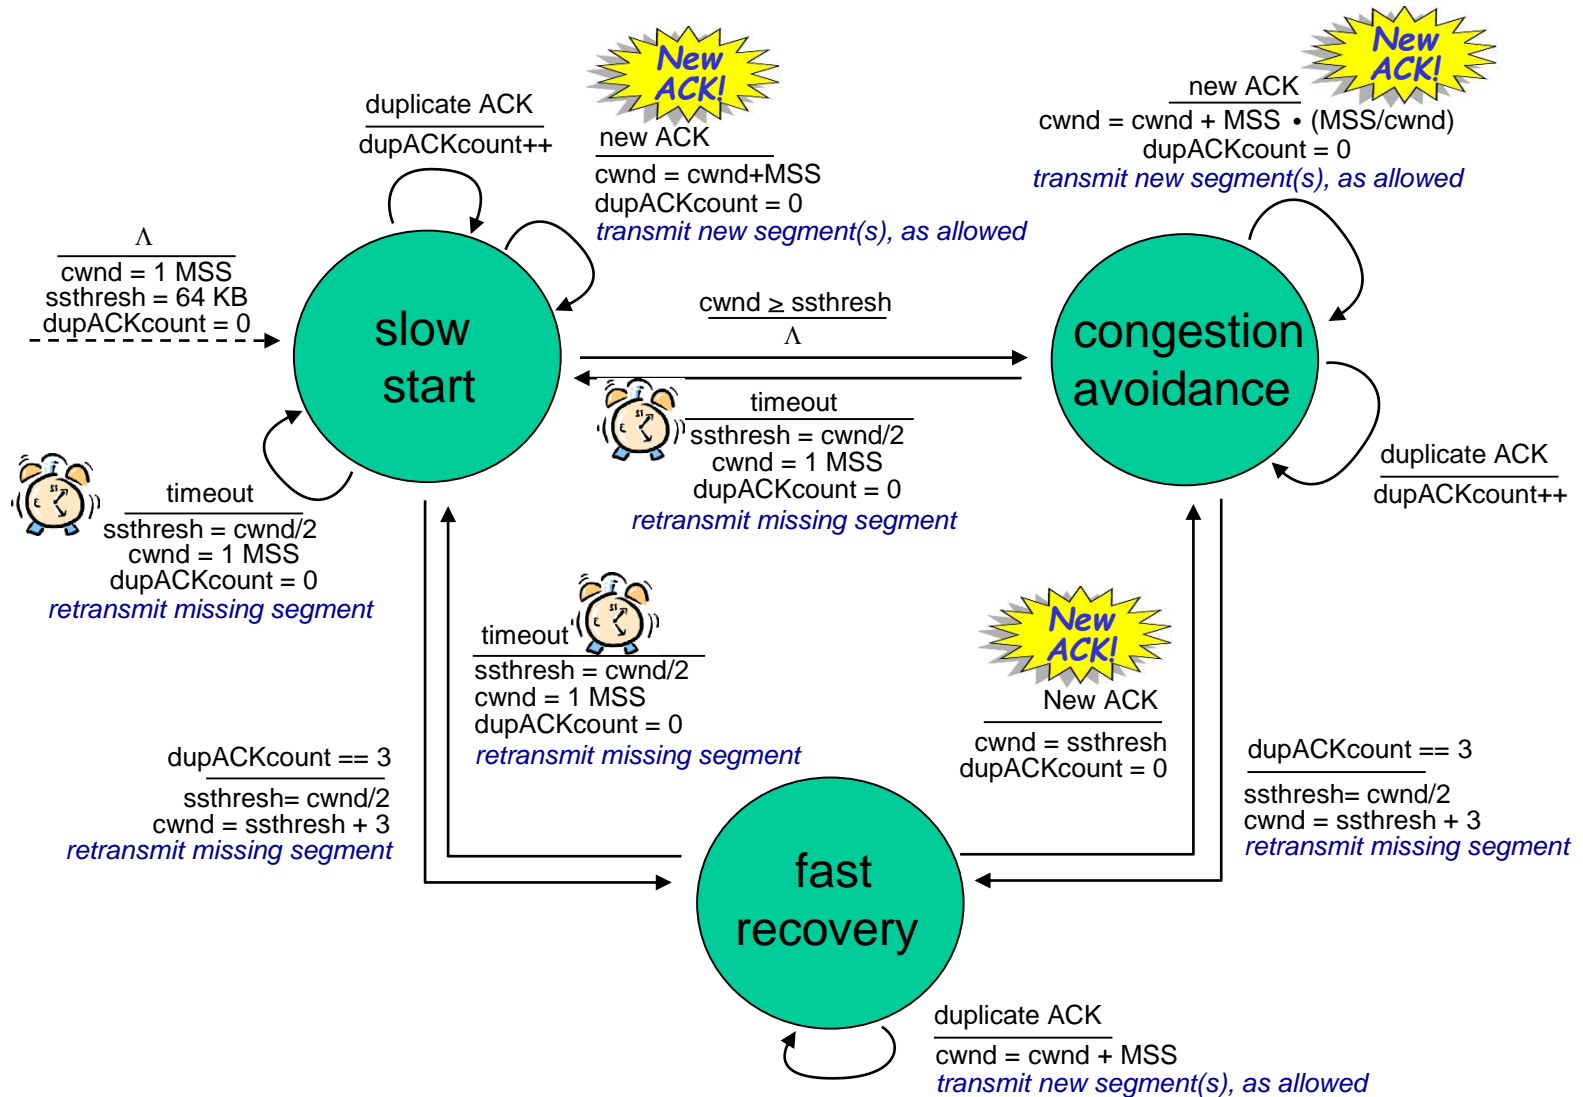 New
ACK!
duplicate ACK
dupACKcount++
new ACK
cwnd = cwnd+MSS
dupACKcount = 0
transmit new segment(s), as allowed
New
ACK!
new ACK
cwnd = cwnd + MSS • (MSS/cwnd)
dupACKcount = 0
transmit new segment(s), as allowed
Λ
cwnd = 1 MSS
ssthresh = 64 KB
dupACKcount = 0
slow
start
cwnd ≥ ssthresh
Λ
congestion
avoidance
timeout
ssthresh = cwnd/2
cwnd = 1 MSS
dupACKcount = 0
retransmit missing segment
duplicate ACK
dupACKcount++
timeout
ssthresh = cwnd/2
cwnd = 1 MSS
dupACKcount = 0
retransmit missing segment
timeout
ssthresh = cwnd/2
cwnd = 1 MSS
dupACKcount = 0
retransmit missing segment
New
ACK!
New ACK
cwnd = ssthresh
dupACKcount = 0
dupACKcount == 3
ssthresh= cwnd/2
cwnd = ssthresh + 3
retransmit missing segment
dupACKcount == 3
ssthresh= cwnd/2
cwnd = ssthresh + 3
retransmit missing segment
fast
recovery
duplicate ACK
cwnd = cwnd + MSS
transmit new segment(s), as allowed